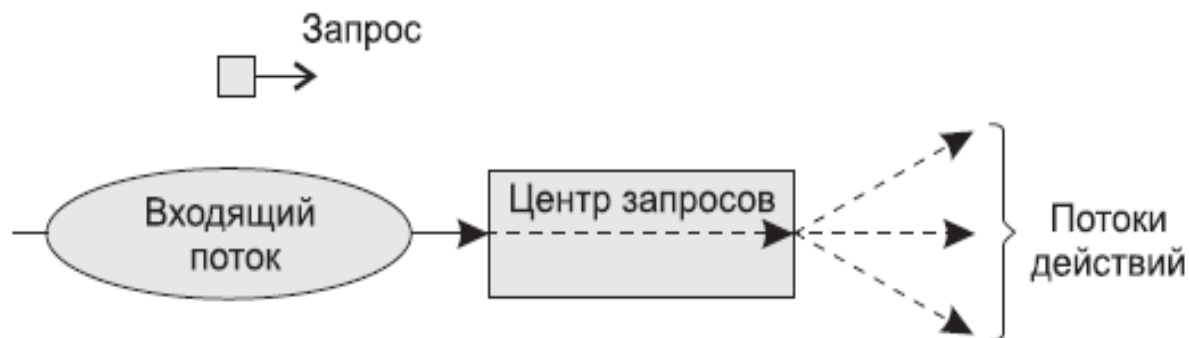 Запрос
Входящий
поток
Центр запросов
Потоки
действий